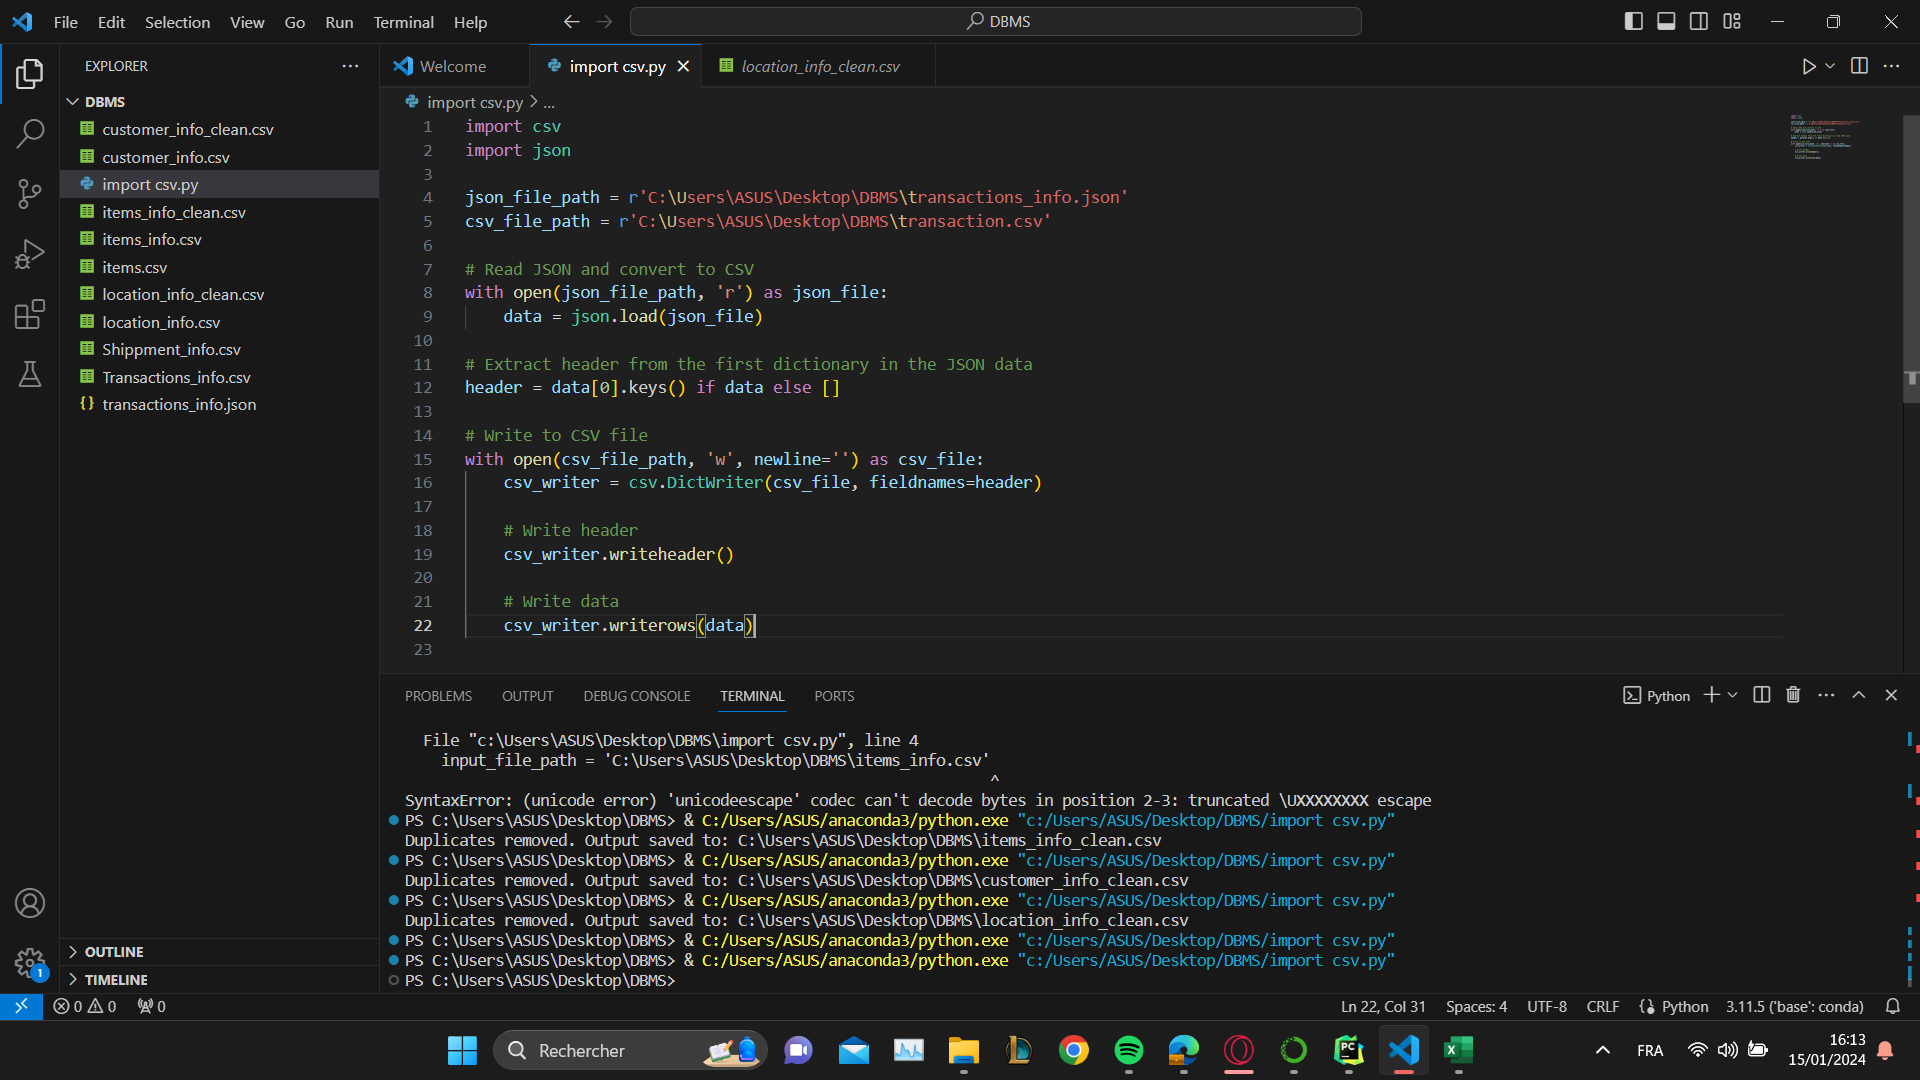 File Edit Selection View Go Run Terminal Help
DBMS
EXPLORER
DBMS
customer_info_clean.csv
customer_info.csv
import csv.py
items_info_clean.csv
items_info.csv
items.csv
location_info_clean.csv
location_info.csv
Shippment_info.csv
Transactions_info.csv
transactions_info.json
OUTLINE
TIMELINE
Welcome
import csv.py
location_info_clean.csv
import csv.py > ...
1 import csv
2 import json
3
4 json_file_path = r'C:\Users\ASUS\Desktop\DBMS\transactions_info.json'
5 csv_file_path = r'C:\Users\ASUS\Desktop\DBMS\transaction.csv'
6
7 # Read JSON and convert to CSV
8 with open(json_file_path, 'r') as json_file:
9     data = json.load(json_file)
10
11 # Extract header from the first dictionary in the JSON data
12 header = data[0].keys() if data else []
13
14 # Write to CSV file
15 with open(csv_file_path, 'w', newline='') as csv_file:
16     csv_writer = csv.DictWriter(csv_file, fieldnames=header)
17
18     # Write header
19     csv_writer.writeheader()
20
21     # Write data
22     csv_writer.writerows(data)
23
PROBLEMS OUTPUT DEBUG CONSOLE TERMINAL PORTS
Python
File "c:\Users\ASUS\Desktop\DBMS\import csv.py", line 4
input_file_path = 'C:\Users\ASUS\Desktop\DBMS\items_info.csv'
^
SyntaxError: (unicode error) 'unicodeescape' codec can't decode bytes in position 2-3: truncated \UXXXXXXXX escape
PS C:\Users\ASUS\Desktop\DBMS> & C:/Users/ASUS/anaconda3/python.exe "c:/Users/ASUS/Desktop/DBMS/import csv.py"
Duplicates removed. Output saved to: C:\Users\ASUS\Desktop\DBMS\items_info_clean.csv
PS C:\Users\ASUS\Desktop\DBMS> & C:/Users/ASUS/anaconda3/python.exe "c:/Users/ASUS/Desktop/DBMS/import csv.py"
Duplicates removed. Output saved to: C:\Users\ASUS\Desktop\DBMS\customer_info_clean.csv
PS C:\Users\ASUS\Desktop\DBMS> & C:/Users/ASUS/anaconda3/python.exe "c:/Users/ASUS/Desktop/DBMS/import csv.py"
Duplicates removed. Output saved to: C:\Users\ASUS\Desktop\DBMS\location_info_clean.csv
PS C:\Users\ASUS\Desktop\DBMS> & C:/Users/ASUS/anaconda3/python.exe "c:/Users/ASUS/Desktop/DBMS/import csv.py"
PS C:\Users\ASUS\Desktop\DBMS> & C:/Users/ASUS/anaconda3/python.exe "c:/Users/ASUS/Desktop/DBMS/import csv.py"
PS C:\Users\ASUS\Desktop\DBMS>
1
0 0 0
Ln 22, Col 31 Spaces: 4 UTF-8 CRLF Python 3.11.5 ('base': conda)
Rechercher
FRA
16:13
15/01/2024